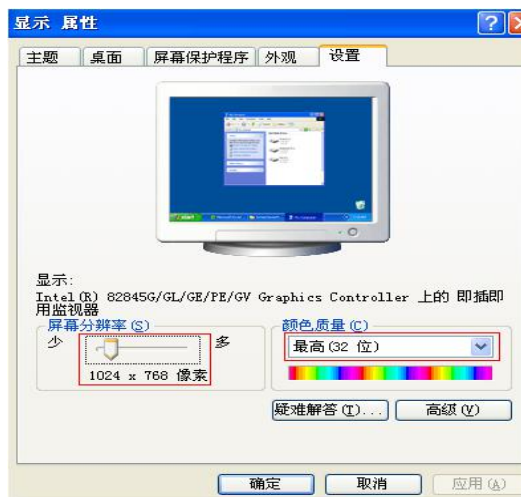 显示 属性
主题 桌面 屏幕保护程序 外观 设置
显示:
Intel(R) 82845G/GL/GE/PE/GV Graphics Controller 上的 即插即
用监视器
屏幕分辨率(S) 颜色质量(C)
少 多 最高(32 位)
1024 x 768 像素
疑难解答(T)... 高级(V)
确定 取消 应用(A)